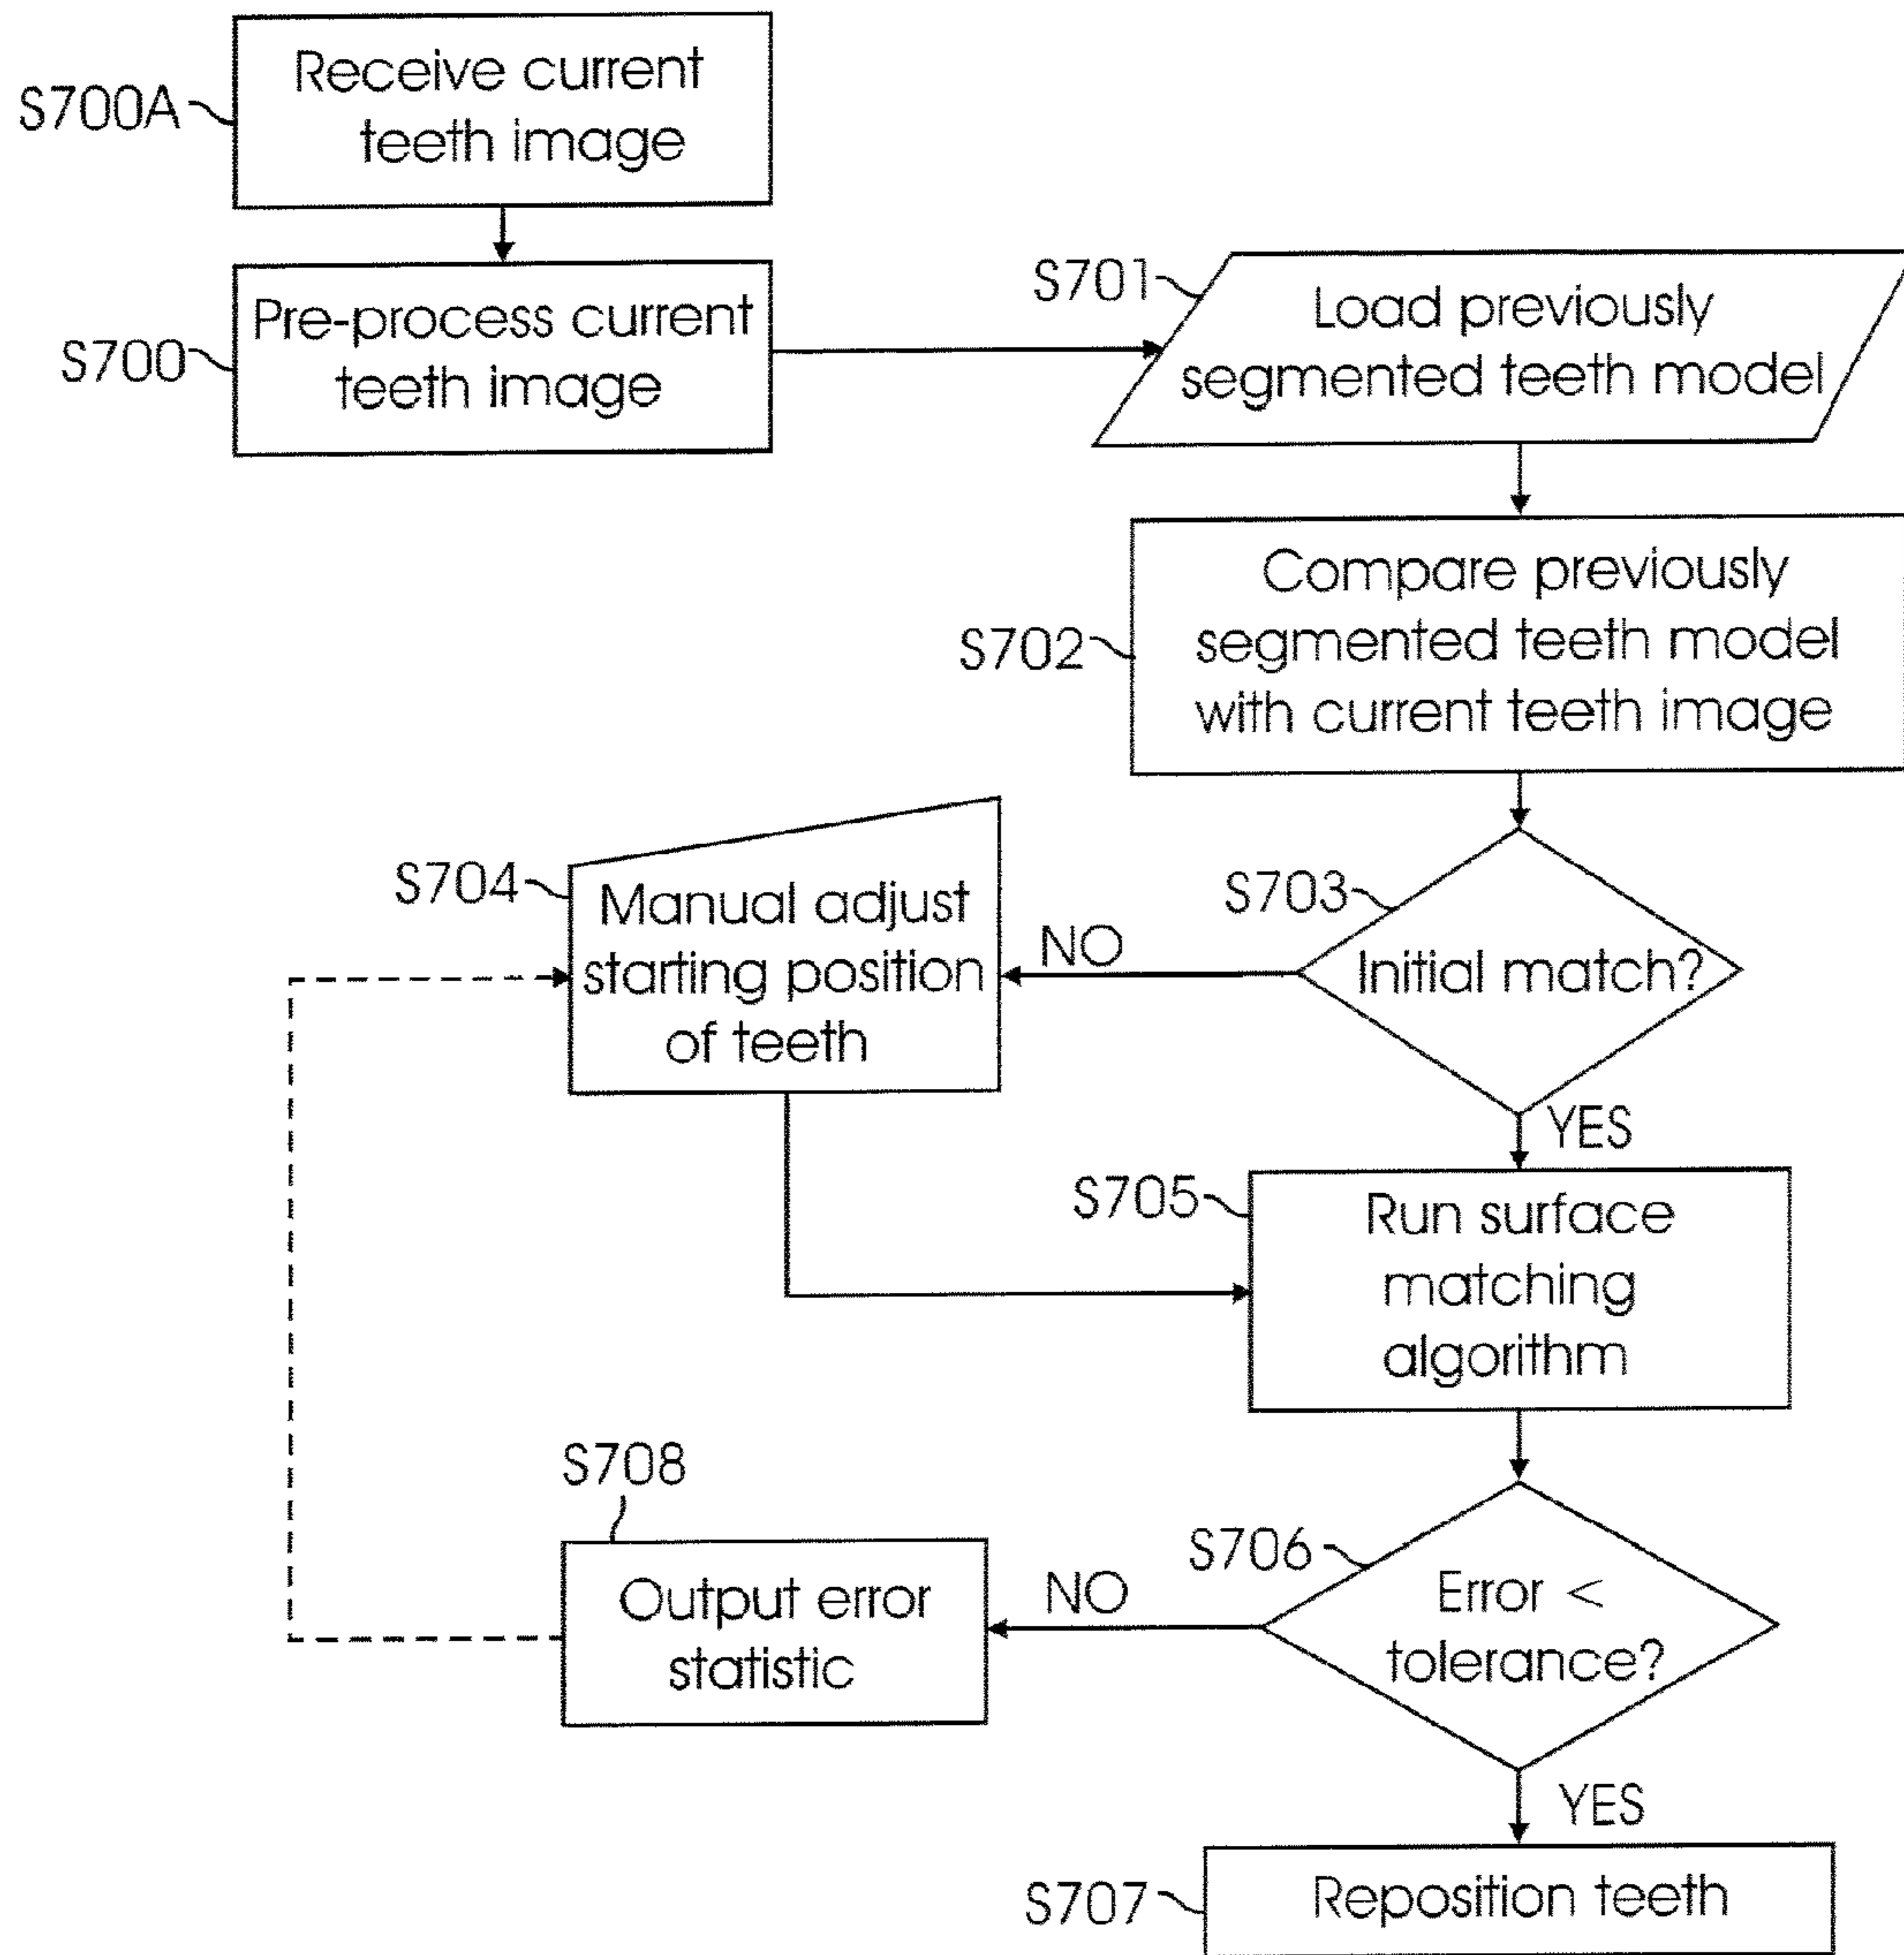 S700A
Receive current
teeth image
S700
Pre-process current
teeth image
S701
Load previously
segmented teeth model
S702
Compare previously
segmented teeth model
with current teeth image
S703
Initial match?
NO
YES
S704
Manual adjust
starting position
of teeth
S705
Run surface
matching
algorithm
S706
Error <
tolerance?
NO
YES
S708
Output error
statistic
S707
Reposition teeth